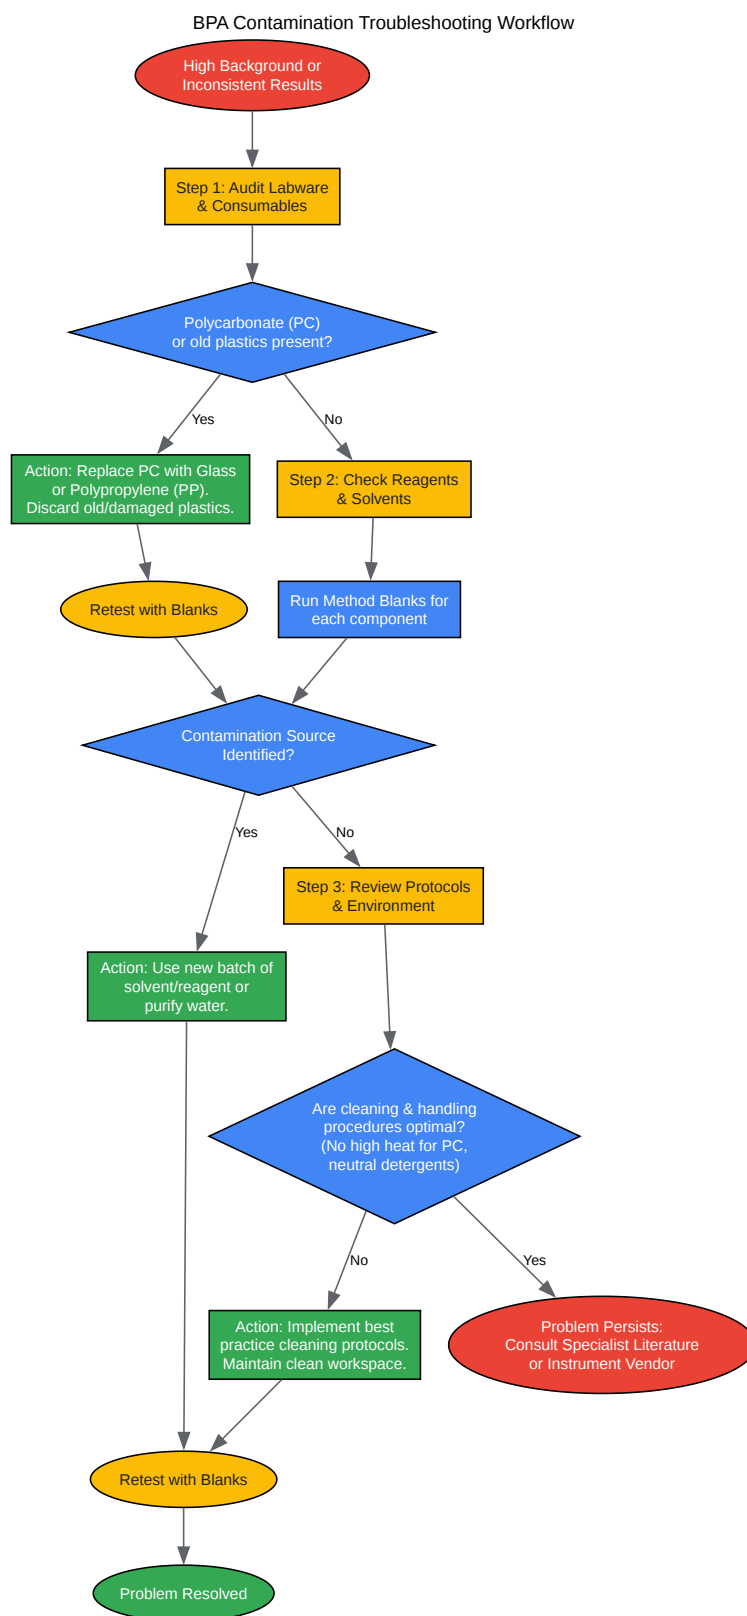 BPA Contamination Troubleshooting Workflow
High Background or
Inconsistent Results
Step 1: Audit Labware
& Consumables
Polycarbonate (PC)
or old plastics present?
Yes
No
Action: Replace PC with Glass
or Polypropylene (PP).
Discard old/damaged plastics.
Step 2: Check Reagents
& Solvents
Retest with Blanks
Run Method Blanks for
each component
Contamination Source
Identified?
Yes
No
Step 3: Review Protocols
& Environment
Action: Use new batch of
solvent/reagent or
purify water.
Are cleaning & handling
procedures optimal?
(No high heat for PC,
neutral detergents)
No
Yes
Action: Implement best
practice cleaning protocols.
Maintain clean workspace.
Problem Persists:
Consult Specialist Literature
or Instrument Vendor
Retest with Blanks
Problem Resolved